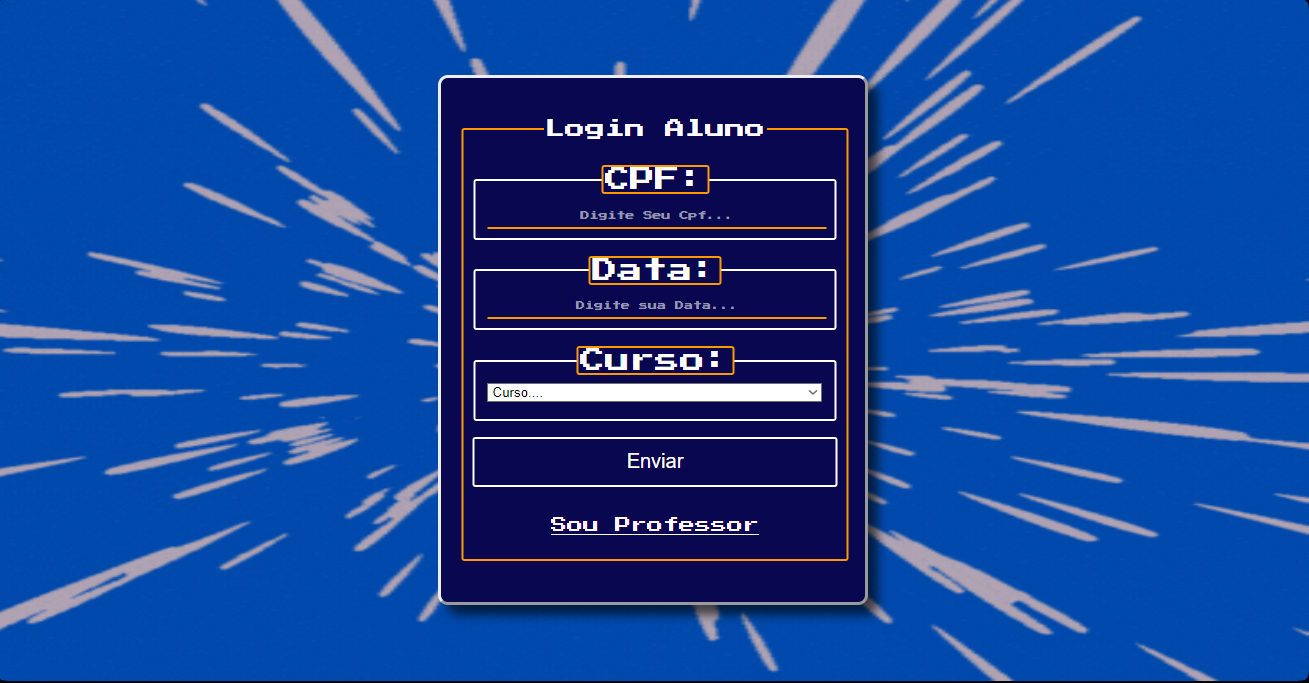 Login Aluno
CPF:
Digite Seu Cpf...
Data:
Digite sua Data...
Curso:
Curso....
Enviar
Sou Professor